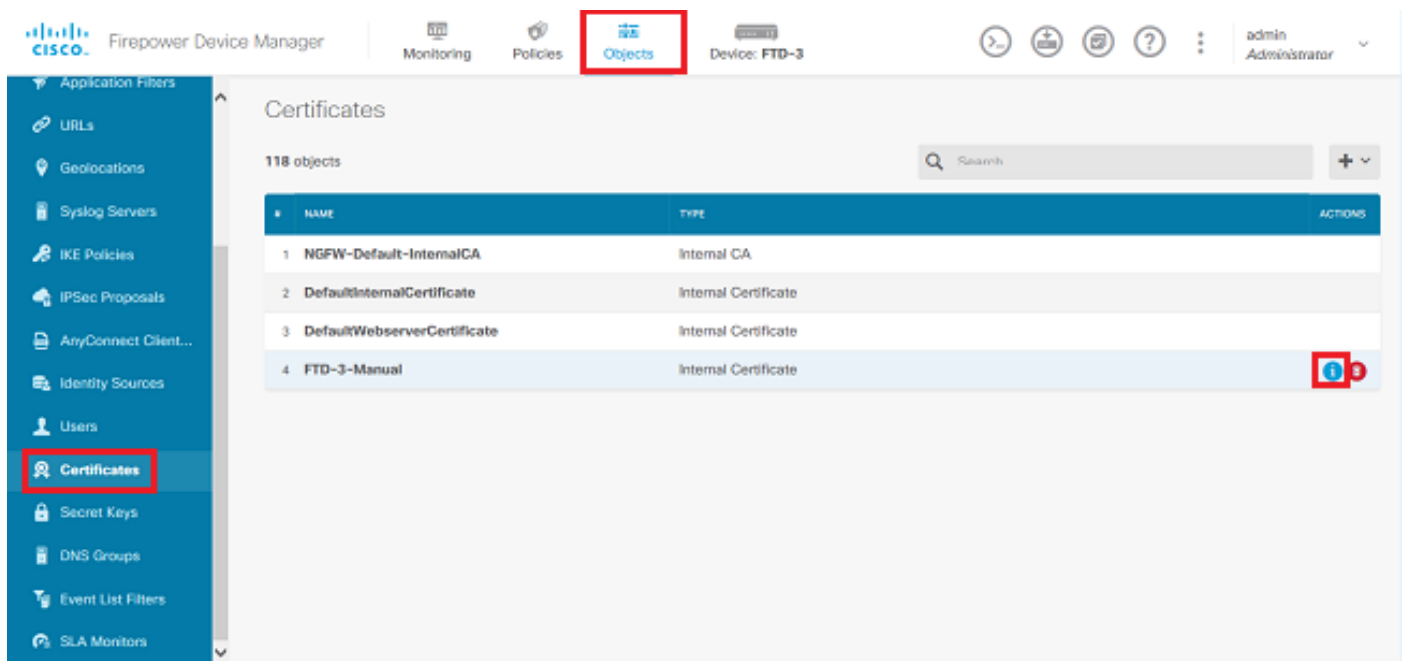 CISCO. Firepower Device Manager
Monitoring
Policies
Objects
Device: FTD-3
admin
Administrator
Application Filters
URLs
Geolocations
Syslog Servers
IKE Policies
IPSec Proposals
AnyConnect Client...
Identity Sources
Users
Certificates
Secret Keys
DNS Groups
Event List Filters
SLA Monitors
Certificates
118 objects
Search
# NAME TYPE ACTIONS
1 NGFW-Default-InternalCA Internal CA
2 DefaultInternalCertificate Internal Certificate
3 DefaultWebserverCertificate Internal Certificate
4 FTD-3-Manual Internal Certificate